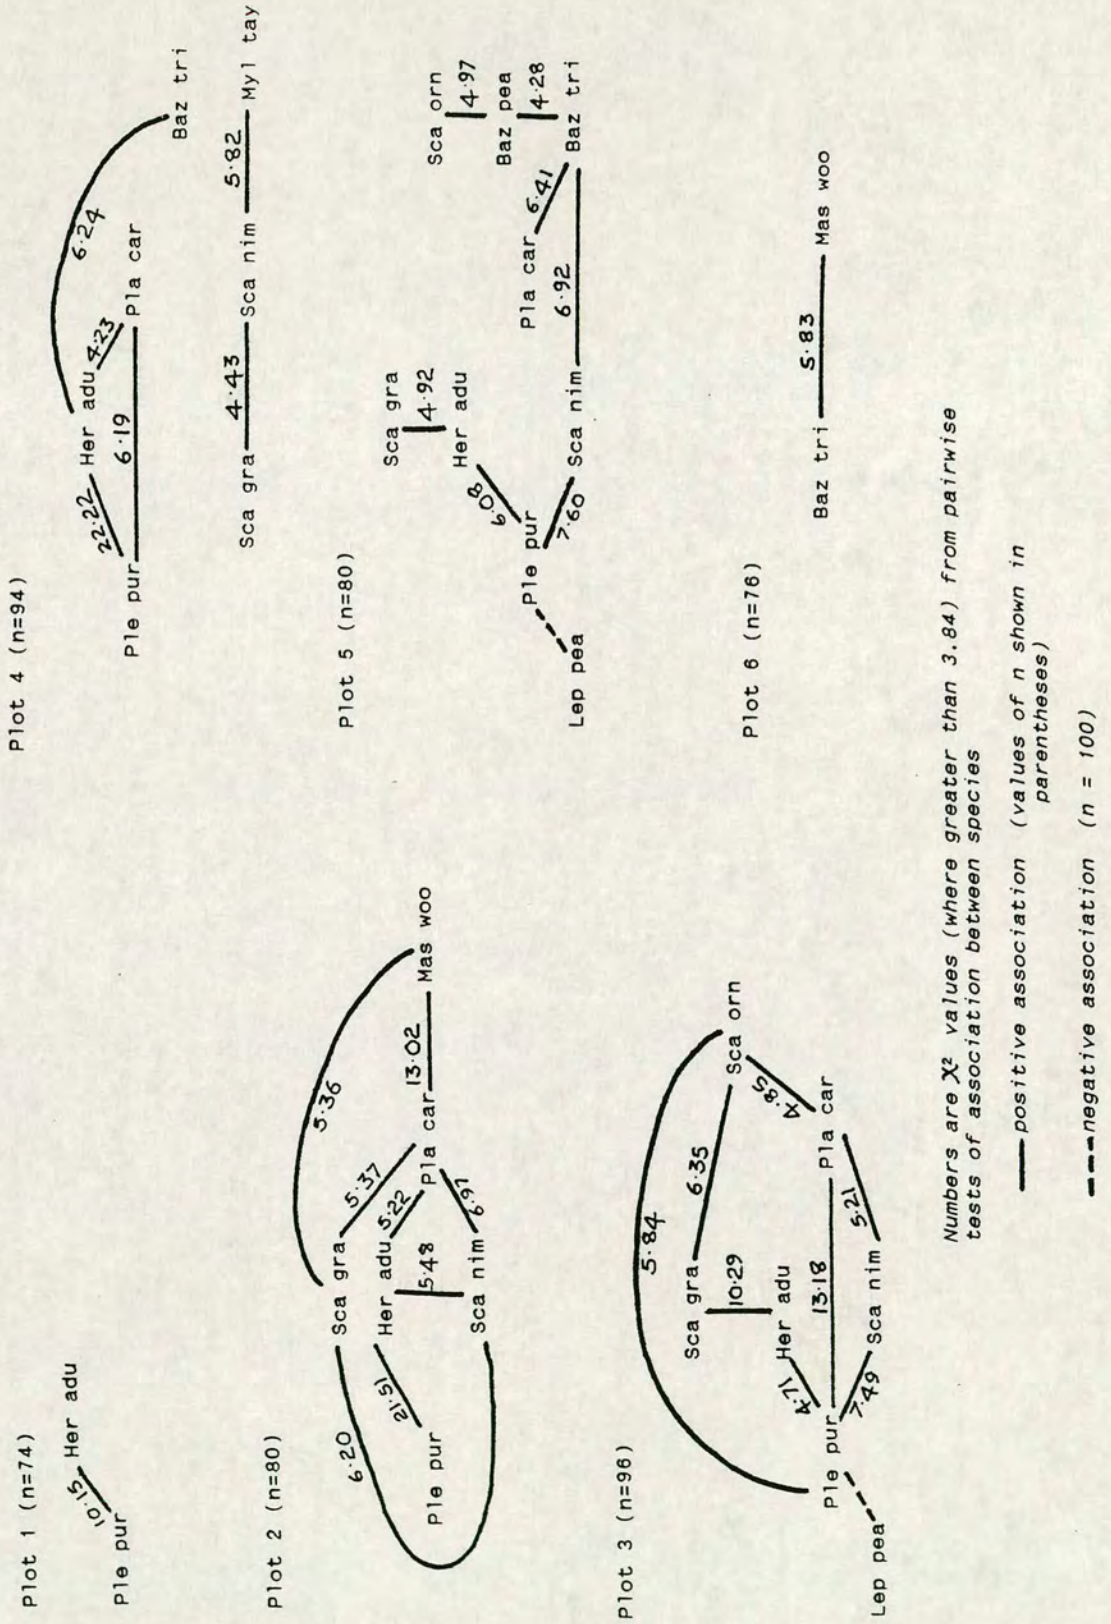 Plot 1 (n=74)
10.15 Her adu
Ple pur
Plot 2 (n=80)
5.36
Sca gra 5.37
Her adu 5.22 Pla car 13.02 Mas woo
6.20 21.51 5.48 6.97
Ple pur Sca nim
Plot 3 (n=96)
5.84
Sca gra 6.35 Sca orn
10.29 4.85
Her adu
4.71 13.18 Pla car
Ple pur 5.21
7.49 Sca nim
Lep pea
Plot 4 (n=94)
6.24
22.22 Her adu 4.23
6.19 Pla car
Ple pur Baz tri
Sca gra 4.43 Sca nim 5.82 Myl tay
Plot 5 (n=80)
Sca gra Sca orn
4.92 4.97
Her adu Baz pea
6.08 Pla car 6.41 4.28
Ple pur 6.92 Baz tri
7.60 Sca nim
Lep pea
Plot 6 (n=76)
Baz tri 5.83 Mas woo
Numbers are X² values (where greater than 3.84) from pairwise
tests of association between species
positive association (values of n shown in
parentheses)
negative association (n = 100)